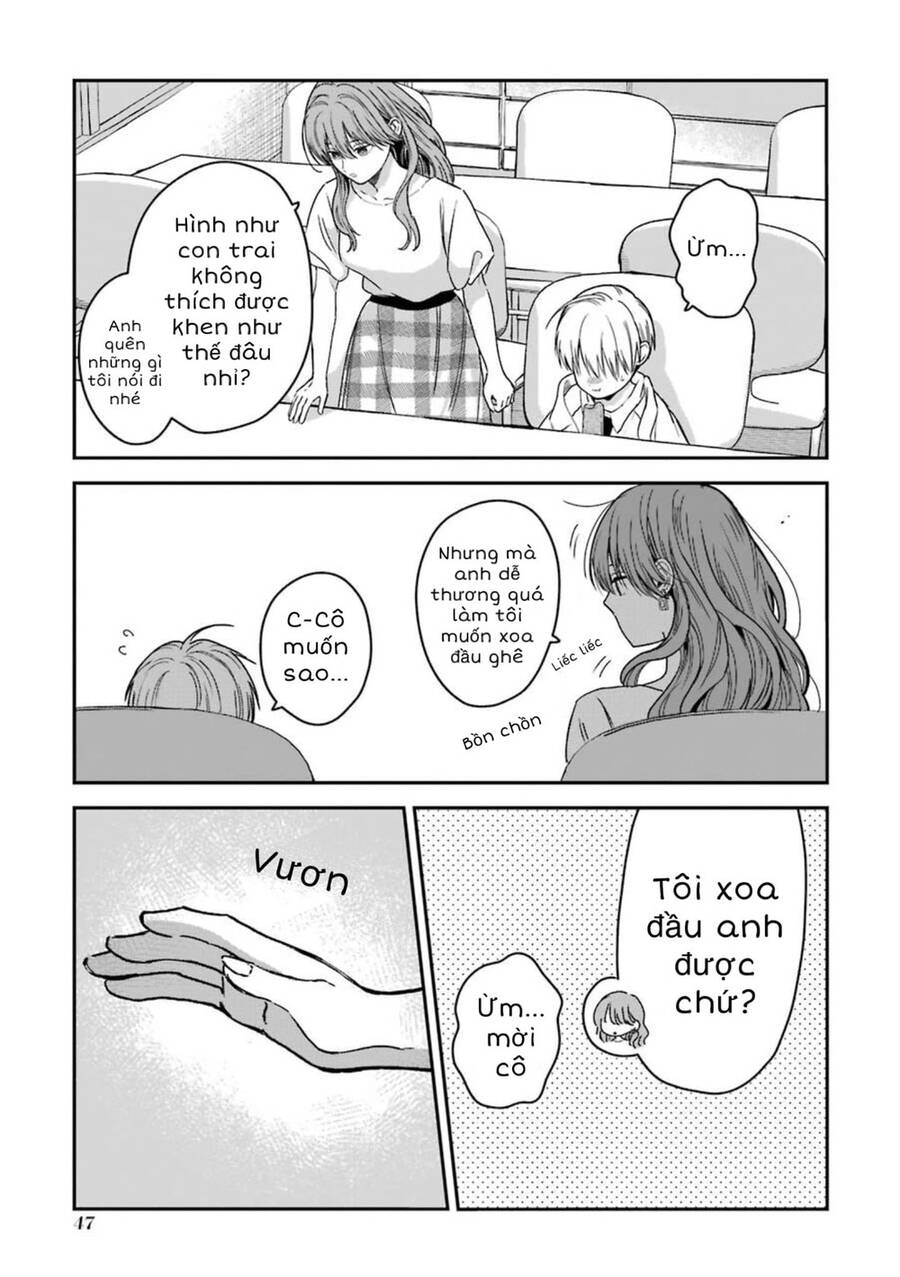 Ừm...
Hình như
con trai
không
thích được
khen như
thế đâu
nhỉ?
Anh
quên
những gì
tôi nói đi
nhé
Nhưng mà
anh dễ
thương quá
làm tôi
muốn xoa
đầu ghê
Liếc liếc
Bồn chồn
C-Cô
muốn
sao...
Tôi xoa
đầu anh
được
chứ?
Ừm...
mời
cô
Vươn
47